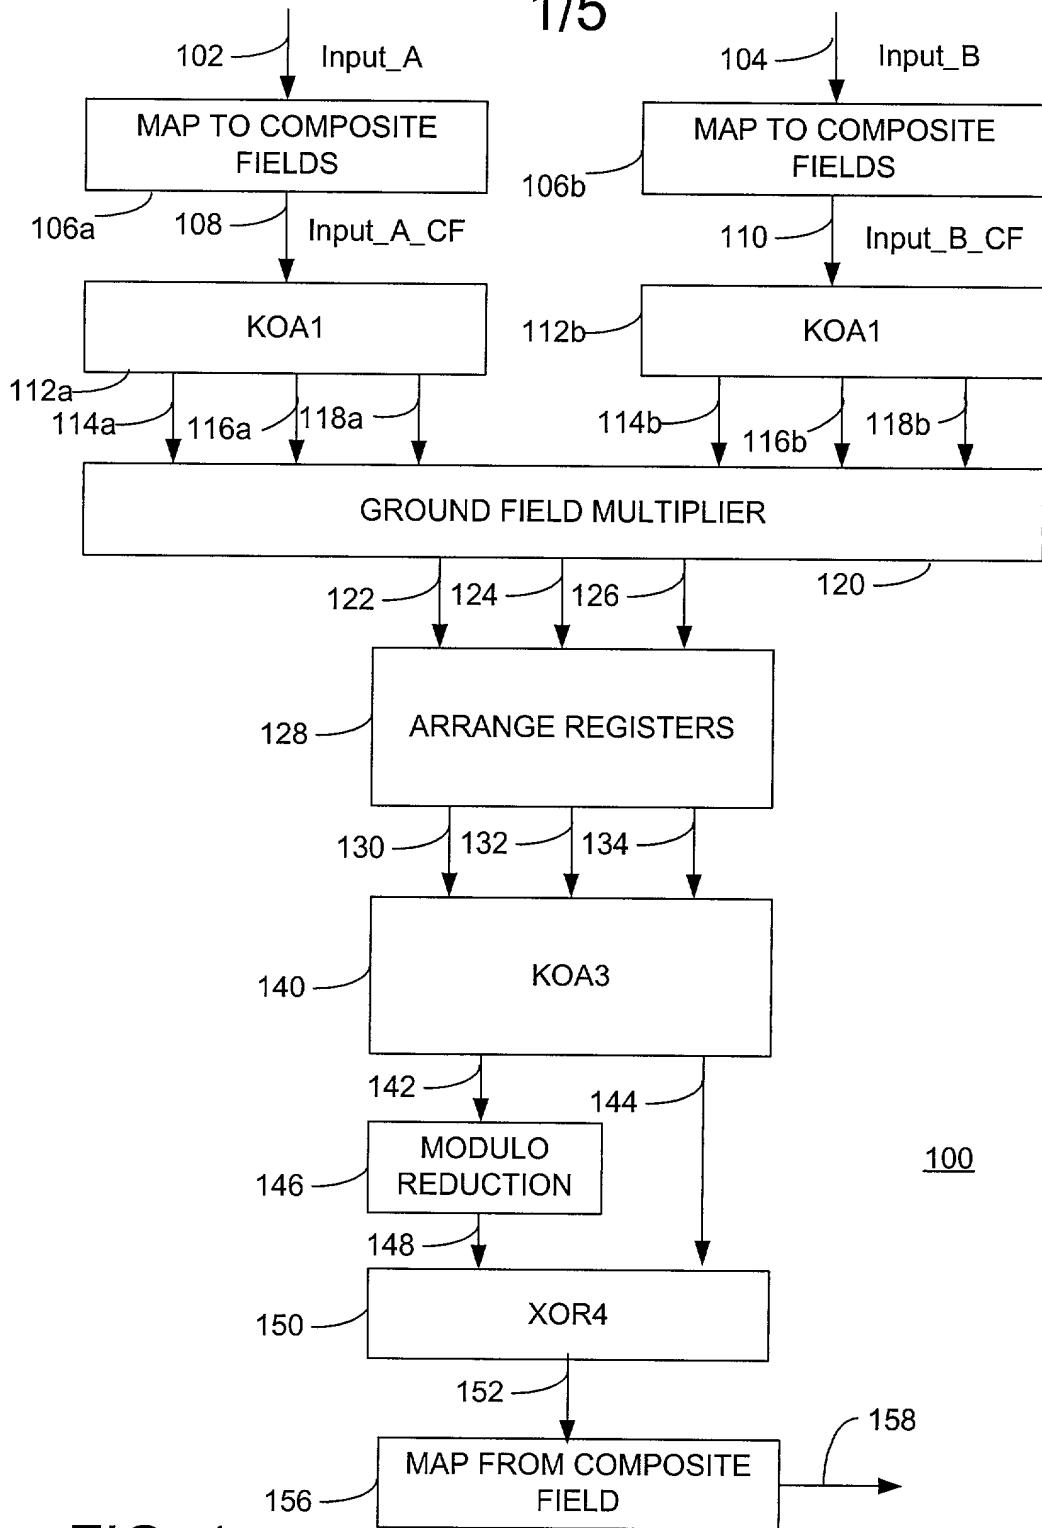 1/5
102 Input_A
104 Input_B
MAP TO COMPOSITE
FIELDS
MAP TO COMPOSITE
FIELDS
106a
106b
108 Input_A_CF
110 Input_B_CF
KOA1
112a
KOA1
112b
114a 116a 118a
114b 116b 118b
GROUND FIELD MULTIPLIER
120
122 124 126
ARRANGE REGISTERS
128
130 132 134
KOA3
140
142 144
MODULO
REDUCTION
146
100
148
XOR4
150
152
158
MAP FROM COMPOSITE
FIELD
156